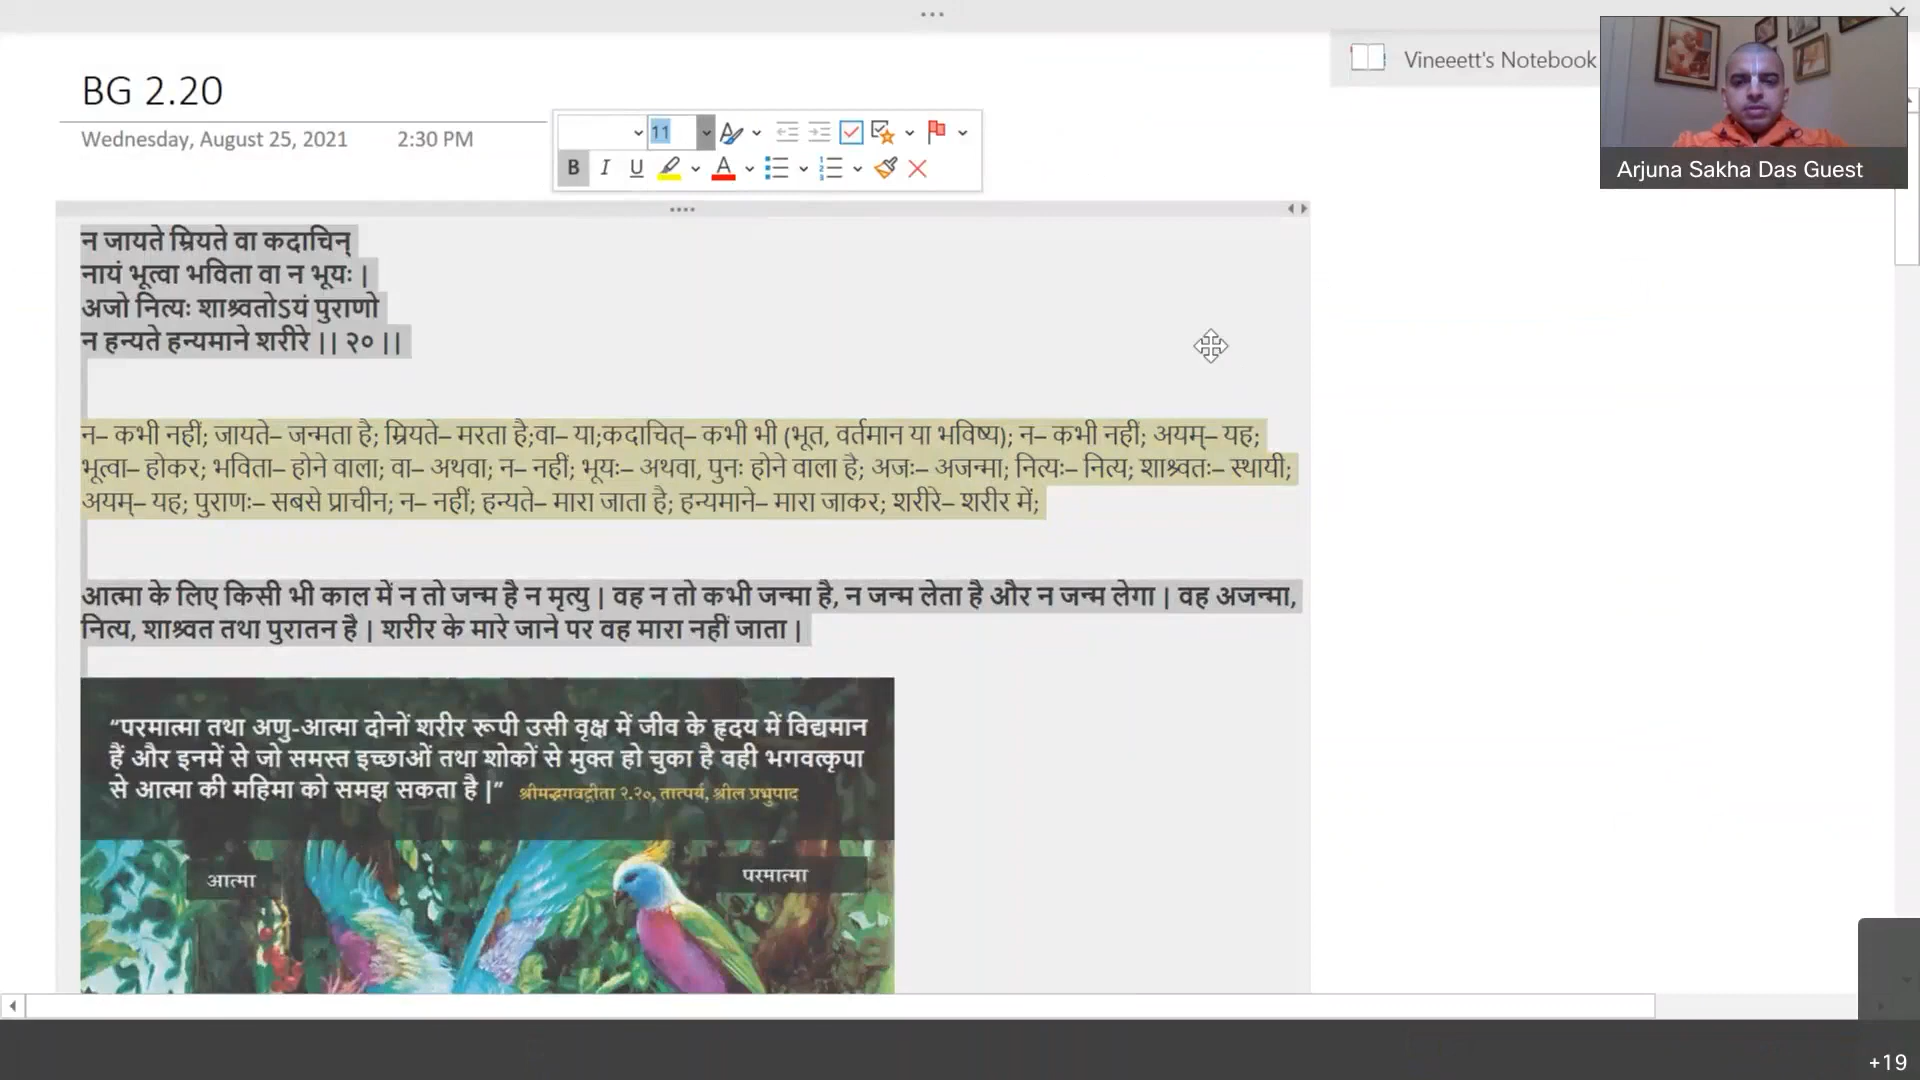 BG 2.20
Wednesday, August 25, 2021 2:30 PM
Vineeett's Notebook
Arjuna Sakha Das Guest
11
B I U A
न जायते म्रियते वा कदाचिन्
नायं भूत्वा भविता वा न भूयः |
अजो नित्यः शाश्र्वतोऽयं पुराणो
न हन्यते हन्यमाने शरीरे || २० ||
न– कभी नहीं; जायते– जन्मता है; म्रियते– मरता है;वा– या;कदाचित्– कभी भी (भूत, वर्तमान या भविष्य); न– कभी नहीं; अयम्– यह;
भूत्वा– होकर; भविता– होने वाला; वा– अथवा; न– नहीं; भूयः– अथवा, पुनः होने वाला है; अजः– अजन्मा; नित्यः– नित्य; शाश्र्वतः– स्थायी;
अयम्– यह; पुराणः– सबसे प्राचीन; न– नहीं; हन्यते– मारा जाता है; हन्यमाने– मारा जाकर; शरीरे– शरीर में;
आत्मा के लिए किसी भी काल में न तो जन्म है न मृत्यु | वह न तो कभी जन्मा है, न जन्म लेता है और न जन्म लेगा | वह अजन्मा,
नित्य, शाश्र्वत तथा पुरातन है | शरीर के मारे जाने पर वह मारा नहीं जाता |
“परमात्मा तथा अणु-आत्मा दोनों शरीर रूपी उसी वृक्ष में जीव के हृदय में विद्यमान
हैं और इनमें से जो समस्त इच्छाओं तथा शोकों से मुक्त हो चुका है वही भगवत्कृपा
से आत्मा की महिमा को समझ सकता है |” श्रीमद्भगवद्गीता २.२०, तात्पर्य, श्रील प्रभुपाद
आत्मा
परमात्मा
+19